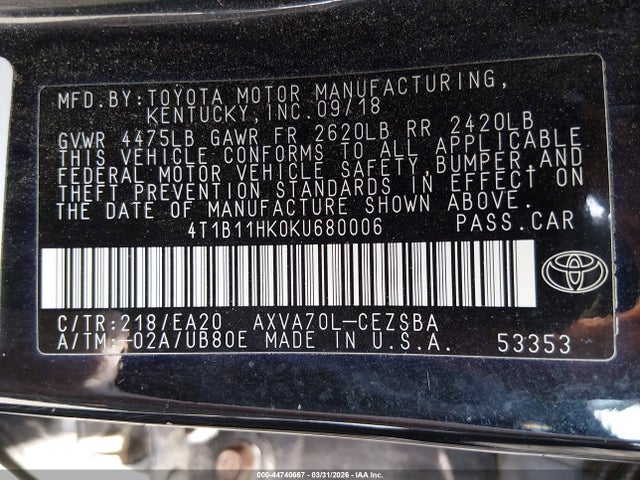 MFD.BY:TOYOTA MOTOR MANUFACTURING,
KENTUCKY,INC.09/18
GVWR 4475LB GAWR FR 2620LB RR 2420LB
THIS VEHICLE CONFORMS TO ALL APPLICABLE
FEDERAL MOTOR VEHICLE SAFETY,BUMPER,AND
THEFT PREVENTION STANDARDS IN EFFECT ON
THE DATE OF MANUFACTURE SHOWN ABOVE.
4T1B11HK0KU680006 PASS.CAR
C/TR:218/EA20 AXVA70L-CEZSBA
A/TM:-02A/UB80E MADE IN U.S.A. 53353
000-44740667 - 03/31/2026 - IAA Inc.